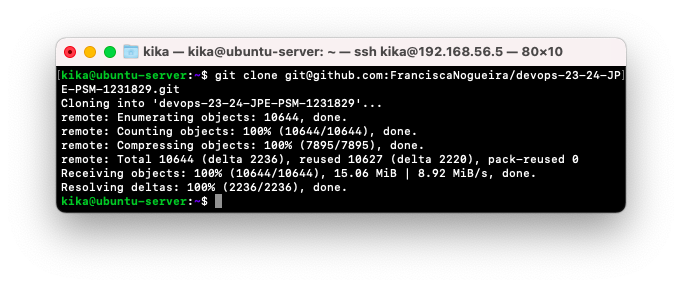 kika — kika@ubuntu-server: ~ — ssh kika@192.168.56.5 — 80×10
[kika@ubuntu-server:~$ git clone git@github.com:FranciscaNogueira/devops-23-24-JP]
E-PSM-1231829.git
Cloning into 'devops-23-24-JPE-PSM-1231829'...
remote: Enumerating objects: 10644, done.
remote: Counting objects: 100% (10644/10644), done.
remote: Compressing objects: 100% (7895/7895), done.
remote: Total 10644 (delta 2236), reused 10627 (delta 2220), pack-reused 0
Receiving objects: 100% (10644/10644), 15.06 MiB | 8.92 MiB/s, done.
Resolving deltas: 100% (2236/2236), done.
kika@ubuntu-server:~$